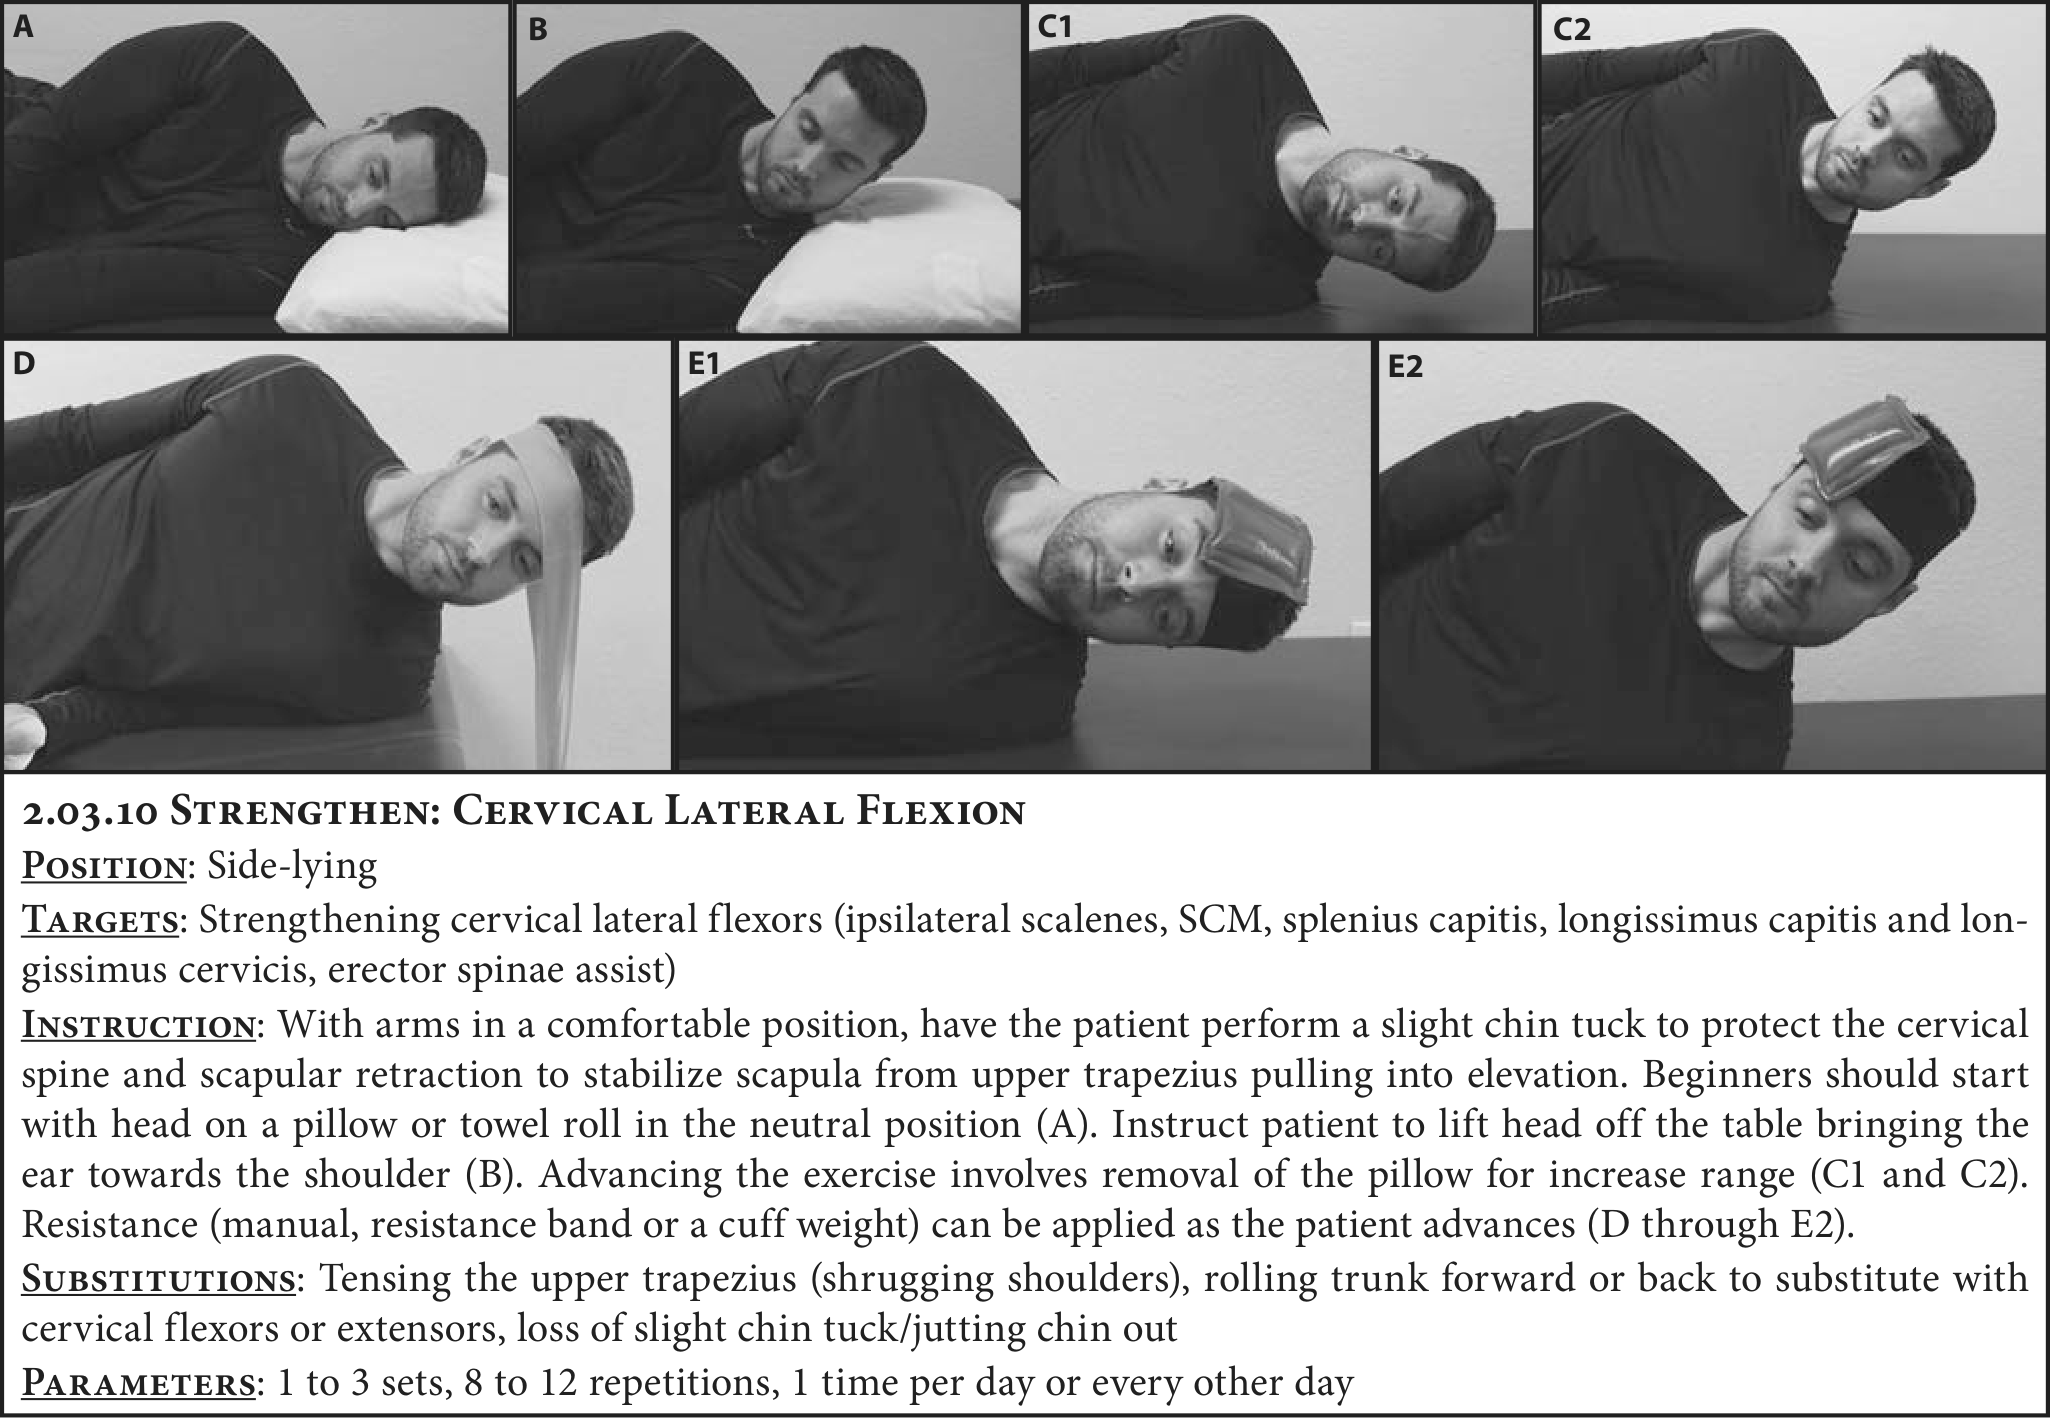 A
B
C1
C2
D
E1
E2
2.03.10 Strengthen: Cervical Lateral Flexion
Position: Side-lying
Targets: Strengthening cervical lateral flexors (ipsilateral scalenes, SCM, splenius capitis, longissimus capitis and lon-
gissimus cervicis, erector spinae assist)
Instruction: With arms in a comfortable position, have the patient perform a slight chin tuck to protect the cervical
spine and scapular retraction to stabilize scapula from upper trapezius pulling into elevation. Beginners should start
with head on a pillow or towel roll in the neutral position (A). Instruct patient to lift head off the table bringing the
ear towards the shoulder (B). Advancing the exercise involves removal of the pillow for increase range (C1 and C2).
Resistance (manual, resistance band or a cuff weight) can be applied as the patient advances (D through E2).
Substitutions: Tensing the upper trapezius (shrugging shoulders), rolling trunk forward or back to substitute with
cervical flexors or extensors, loss of slight chin tuck/jutting chin out
Parameters: 1 to 3 sets, 8 to 12 repetitions, 1 time per day or every other day